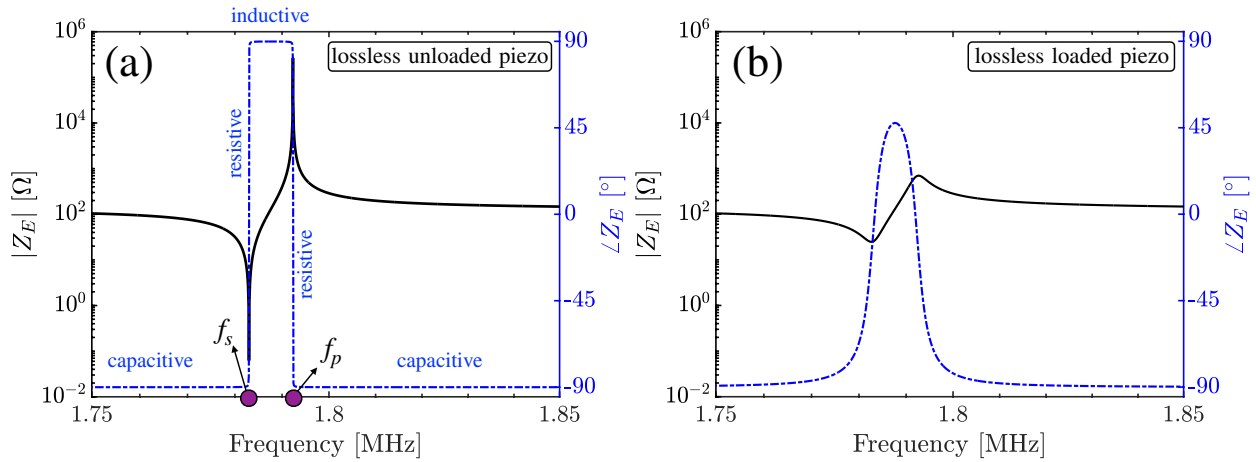 inductive
10^6
(a)
lossless unloaded piezo
90
10^4
45
resistive
|Z_E| [Ω]
10^2
0
∠Z_E [°]
resistive
10^0
-45
f_s
f_p
capacitive
capacitive
10^-2
-90
1.75
1.8
1.85
Frequency [MHz]
10^6
(b)
lossless loaded piezo
90
10^4
45
|Z_E| [Ω]
10^2
0
∠Z_E [°]
10^0
-45
10^-2
-90
1.75
1.8
1.85
Frequency [MHz]